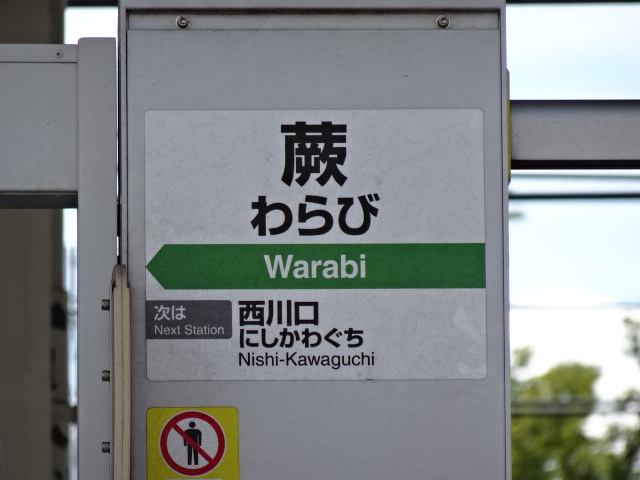 蕨
わらび
Warabi
次は
Next Station
西川口
にしかわぐち
Nishi-Kawaguchi